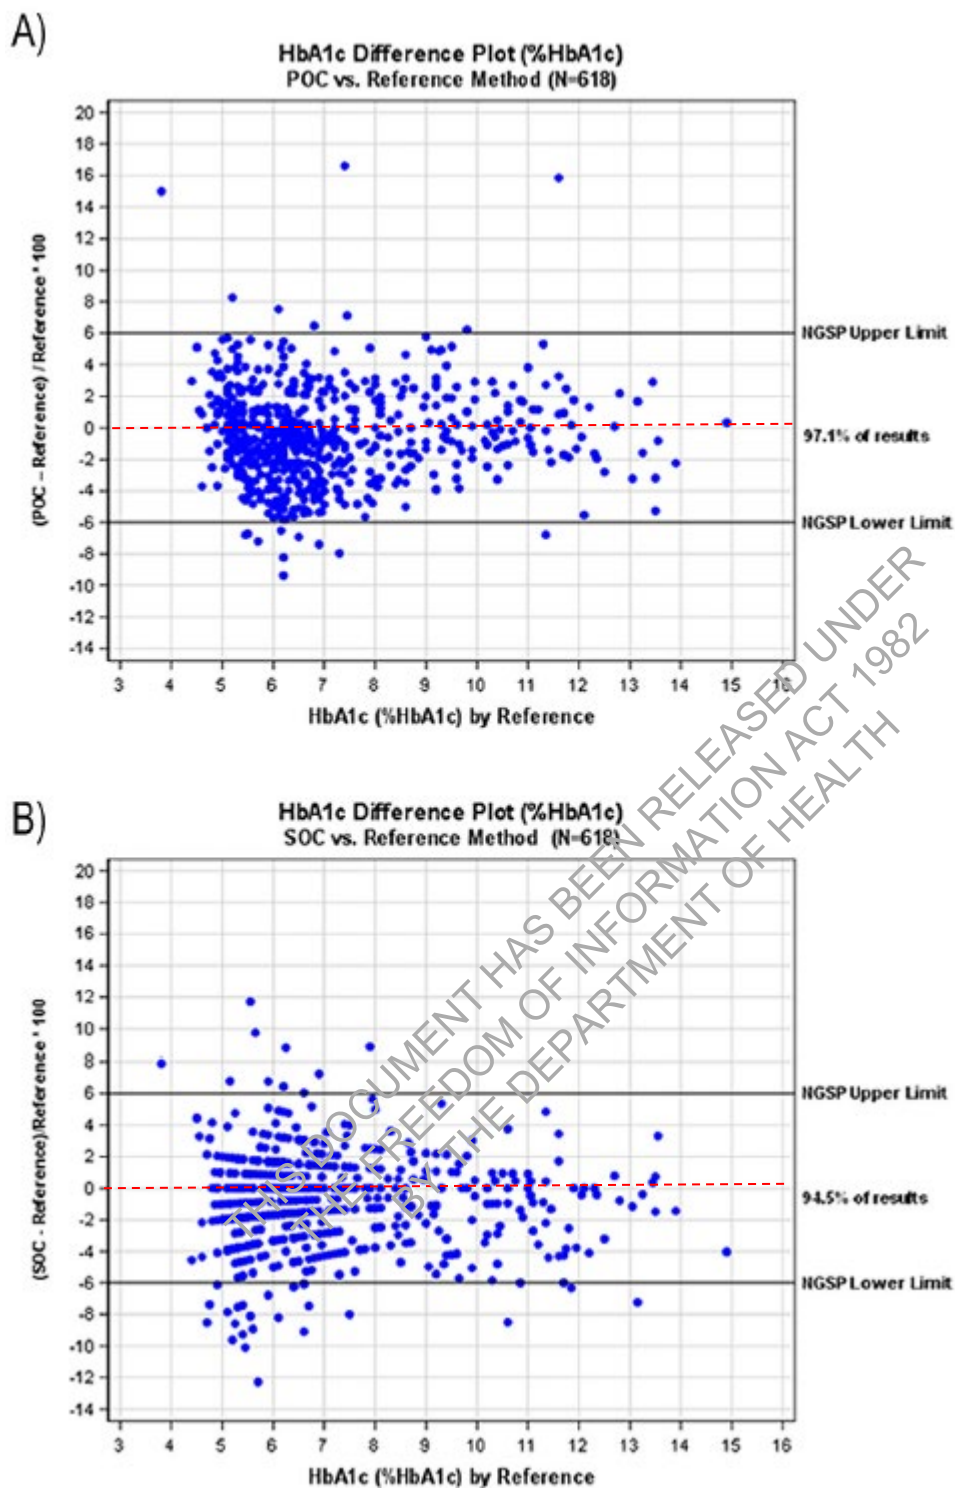 A)
HbA1c Difference Plot (%HbA1c)
POC vs. Reference Method (N=618)
(POC – Reference) / Reference * 100
20
18
16
14
12
10
8
6
4
2
0
-2
-4
-6
-8
-10
-12
-14
NGSP Upper Limit
97.1% of results
NGSP Lower Limit
3 4 5 6 7 8 9 10 11 12 13 14 15 16
HbA1c (%HbA1c) by Reference
B)
HbA1c Difference Plot (%HbA1c)
SOC vs. Reference Method (N=618)
(SOC - Reference)/Reference * 100
20
18
16
14
12
10
8
6
4
2
0
-2
-4
-6
-8
-10
-12
-14
NGSP Upper Limit
94.5% of results
NGSP Lower Limit
3 4 5 6 7 8 9 10 11 12 13 14 15 16
HbA1c (%HbA1c) by Reference
THIS DOCUMENT HAS BEEN RELEASED UNDER
THE FREEDOM OF INFORMATION ACT 1982
BY THE DEPARTMENT OF HEALTH